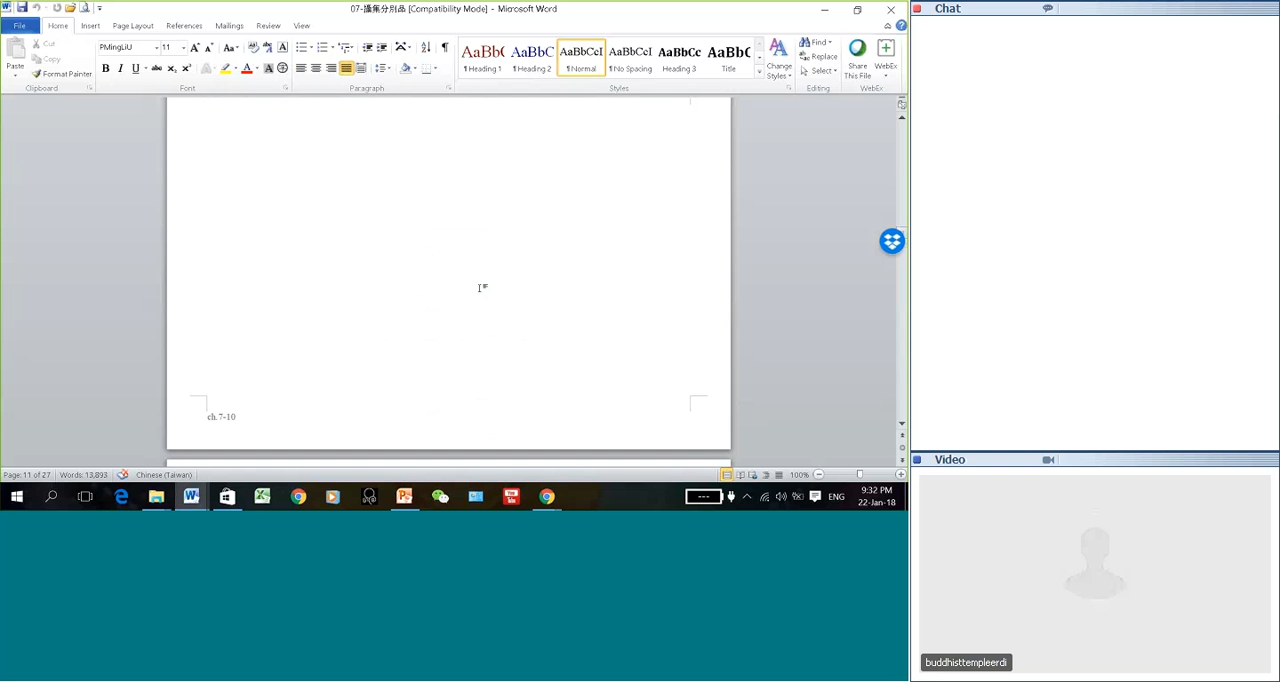 07-攝集分別品 [Compatibility Mode] - Microsoft Word
Chat
File Home Insert Page Layout References Mailings Review View
Cut
Copy
Paste
Format Painter
PMingLiU 11
B I U abc
AaBb( AaBbC AaBbCcI AaBbCcI AaBbCc AaBb(
¶ Heading 1 ¶ Heading 2 ¶ Normal ¶ No Spacing Heading 3 Title
Change Styles
Find
Replace
Select
Share This File
WebEx
Clipboard Font Paragraph Styles Editing WebEx
ch.7-10
Page: 11 of 27 Words: 13,893 Chinese (Taiwan) 100%
Video
ENG
9:32 PM
22-Jan-18
buddhisttempleerdi